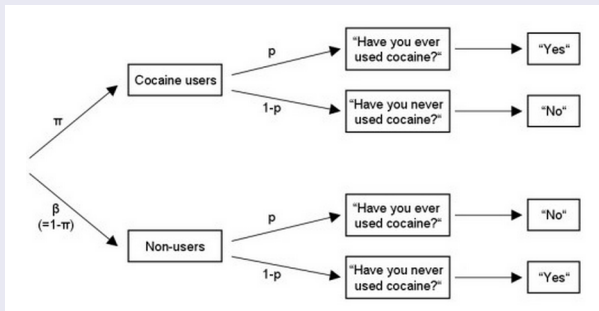 p
"Have you ever
used cocaine?"
"Yes"
Cocaine users
1-p
"Have you never
used cocaine?"
"No"
π
β
(=1-π)
p
"Have you ever
used cocaine?"
"No"
Non-users
1-p
"Have you never
used cocaine?"
"Yes"